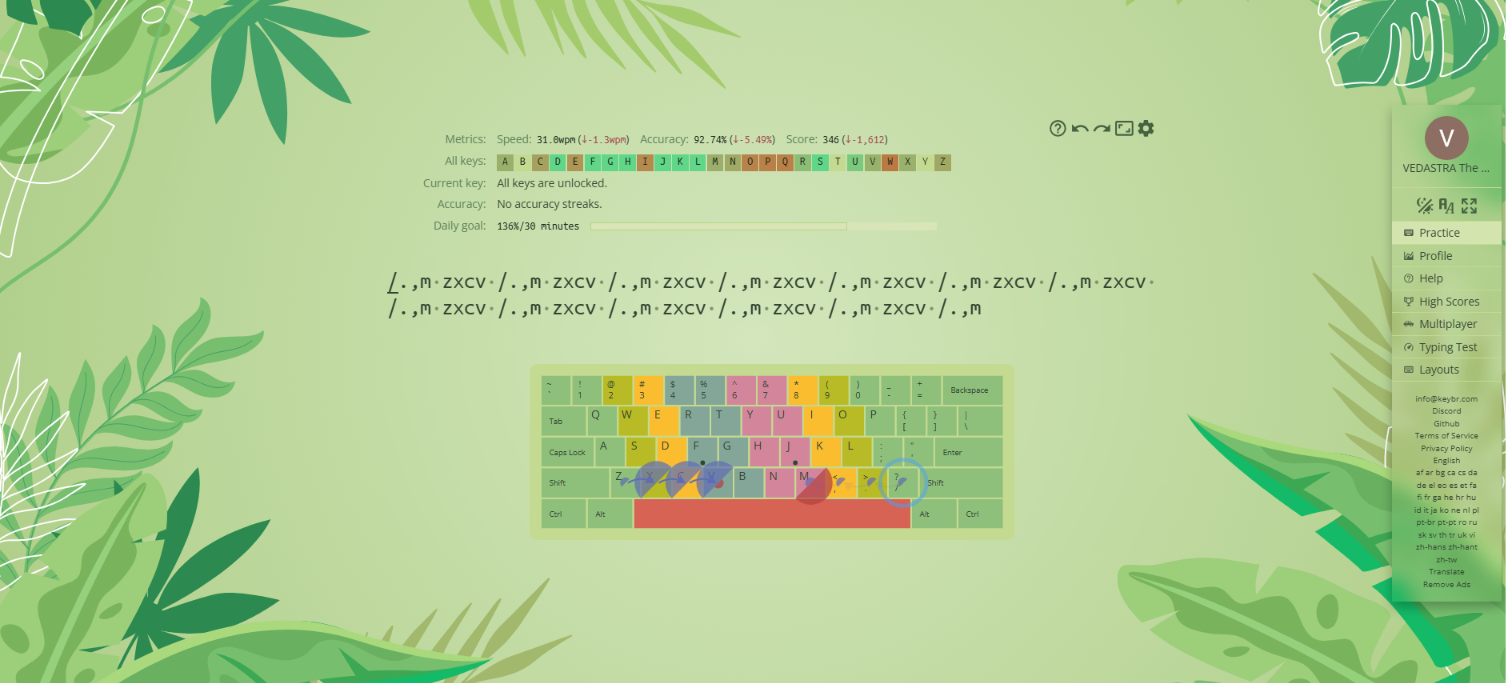 Metrics: Speed: 31.0wpm (↓-1.3wpm) Accuracy: 92.74% (↓-5.49%) Score: 346 (↓-1,612)
All keys: A B C D E F G H I J K L M N O P Q R S T U V W X Y Z
Current key: All keys are unlocked.
Accuracy: No accuracy streaks.
Daily goal: 136%/30 minutes
/.,m·zxcv·/.,m·zxcv·/.,m·zxcv·/.,m·zxcv·/.,m·zxcv·/.,m·zxcv·/.,m·zxcv·
/.,m·zxcv·/.,m·zxcv·/.,m·zxcv·/.,m·zxcv·/.,m·zxcv·/.,m
~ ! @ # $ % ^ & * ( ) _ +
` 1 2 3 4 5 6 7 8 9 0 - = Backspace
Tab Q W E R T Y U I O P { } |
[ ] \
Caps Lock A S D F G H J K L : " Enter
; '
Shift Z X C V B N M < > ? Shift
Ctrl Alt Alt Ctrl
V
VEDASTRA The ...
Practice
Profile
Help
High Scores
Multiplayer
Typing Test
Layouts
info@keybr.com
Discord
Github
Terms of Service
Privacy Policy
English
af ar bg ca cs da
de el eo es et fa
fi fr ga he hr hu
id it ja ko ne nl pl
pt-br pt-pt ro ru
sk sv th tr uk vi
zh-hans zh-hant
zh-tw
Translate
Remove Ads